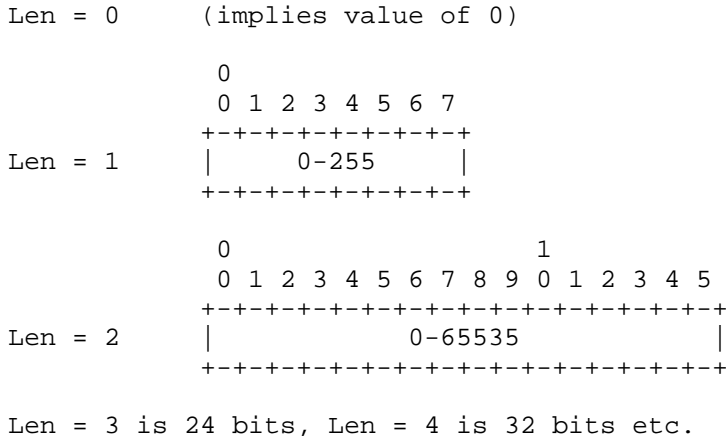 Len = 0     (implies value of 0)

             0
             0 1 2 3 4 5 6 7
            +-+-+-+-+-+-+-+-+
Len = 1     |     0-255     |
            +-+-+-+-+-+-+-+-+

             0                   1
             0 1 2 3 4 5 6 7 8 9 0 1 2 3 4 5
            +-+-+-+-+-+-+-+-+-+-+-+-+-+-+-+-+
Len = 2     |            0-65535            |
            +-+-+-+-+-+-+-+-+-+-+-+-+-+-+-+-+

Len = 3 is 24 bits, Len = 4 is 32 bits etc.